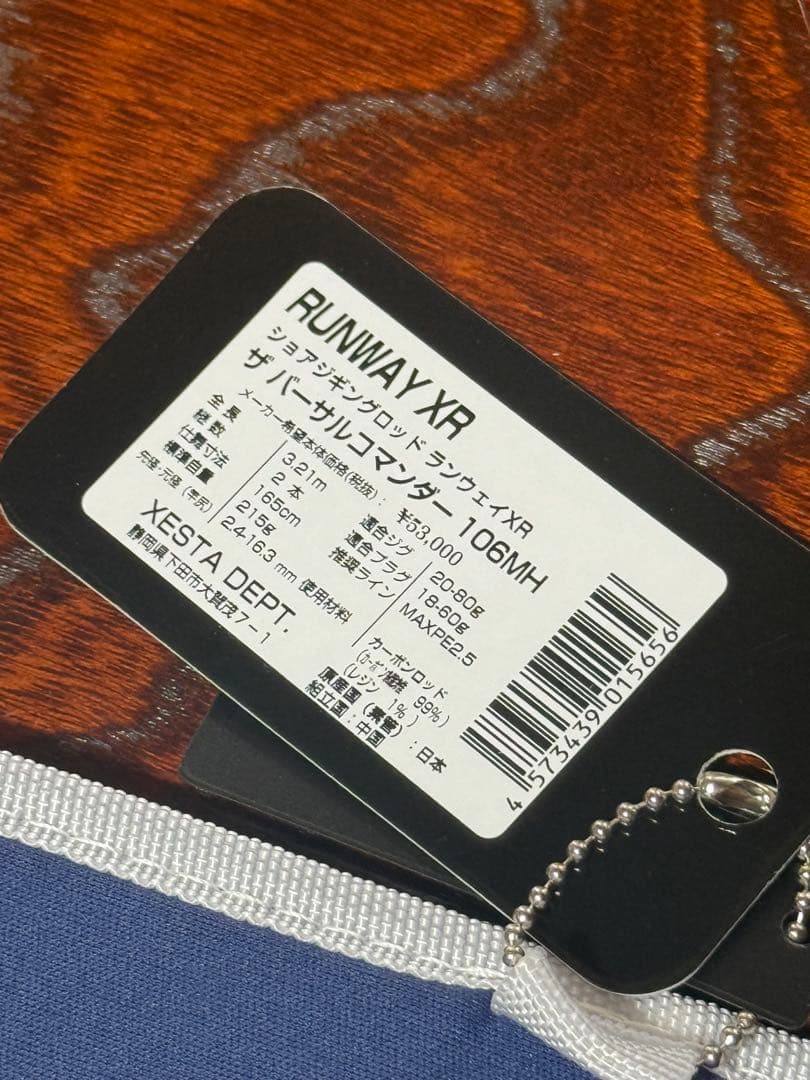 RUNWAY XR
ショアジギングロッド ランウェイXR
ザ バーサルコマンダー 106MH
メーカー希望本体価格(税抜): ¥53,000
全長 3.21m 適合ジグ 20-80g
継数 2本 適合プラグ 18-60g
仕舞寸法 165cm 推奨ライン MAXPE2.5
標準自重 215g
先径・元径(竿尻) 2.4-16.3 mm 使用材料 カーボンロッド
(カーボン繊維 99%)
(レジン 1%)
XESTA DEPT. 原産国(素管):日本
静岡県下田市大賀茂7-1 組立国:中国
4 573439 015656